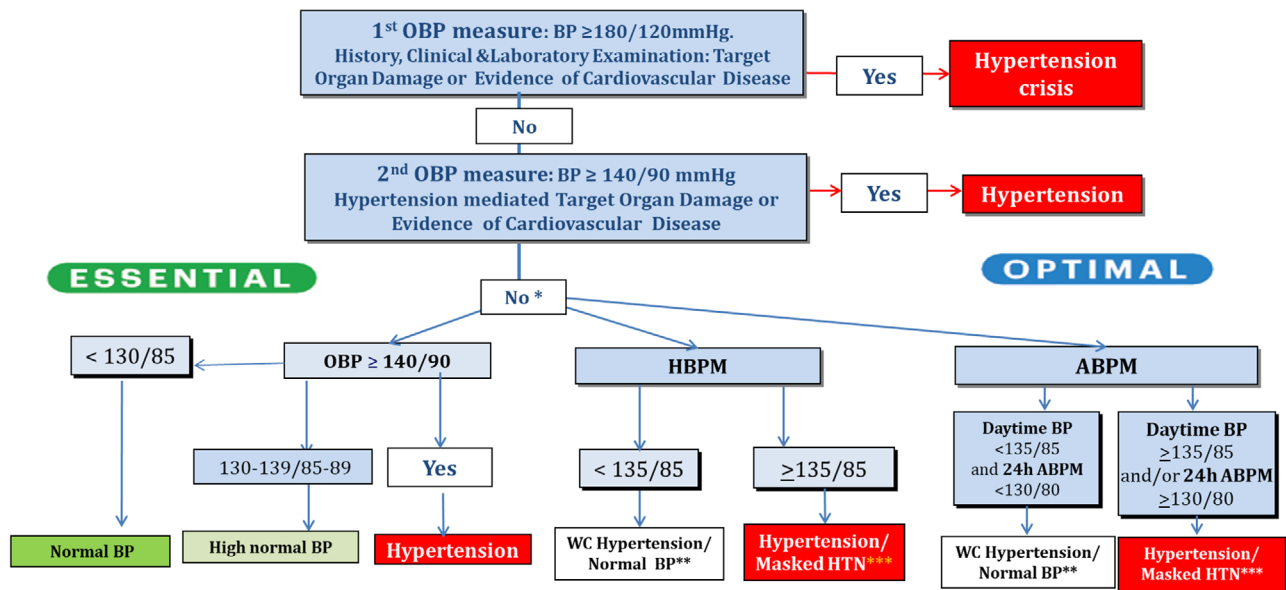 1st OBP measure: BP ≥180/120mmHg.
History, Clinical &Laboratory Examination: Target
Organ Damage or Evidence of Cardiovascular Disease
Yes
Hypertension
crisis
No
2nd OBP measure: BP ≥ 140/90 mmHg
Hypertension mediated Target Organ Damage or
Evidence of Cardiovascular Disease
Yes
Hypertension
ESSENTIAL
OPTIMAL
No *
< 130/85
OBP ≥ 140/90
HBPM
ABPM
130-139/85-89
Yes
< 135/85
≥135/85
Daytime BP
<135/85
and 24h ABPM
<130/80
Daytime BP
≥135/85
and/or 24h ABPM
≥130/80
Normal BP
High normal BP
Hypertension
WC Hypertension/
Normal BP**
Hypertension/
Masked HTN***
WC Hypertension/
Normal BP**
Hypertension/
Masked HTN***